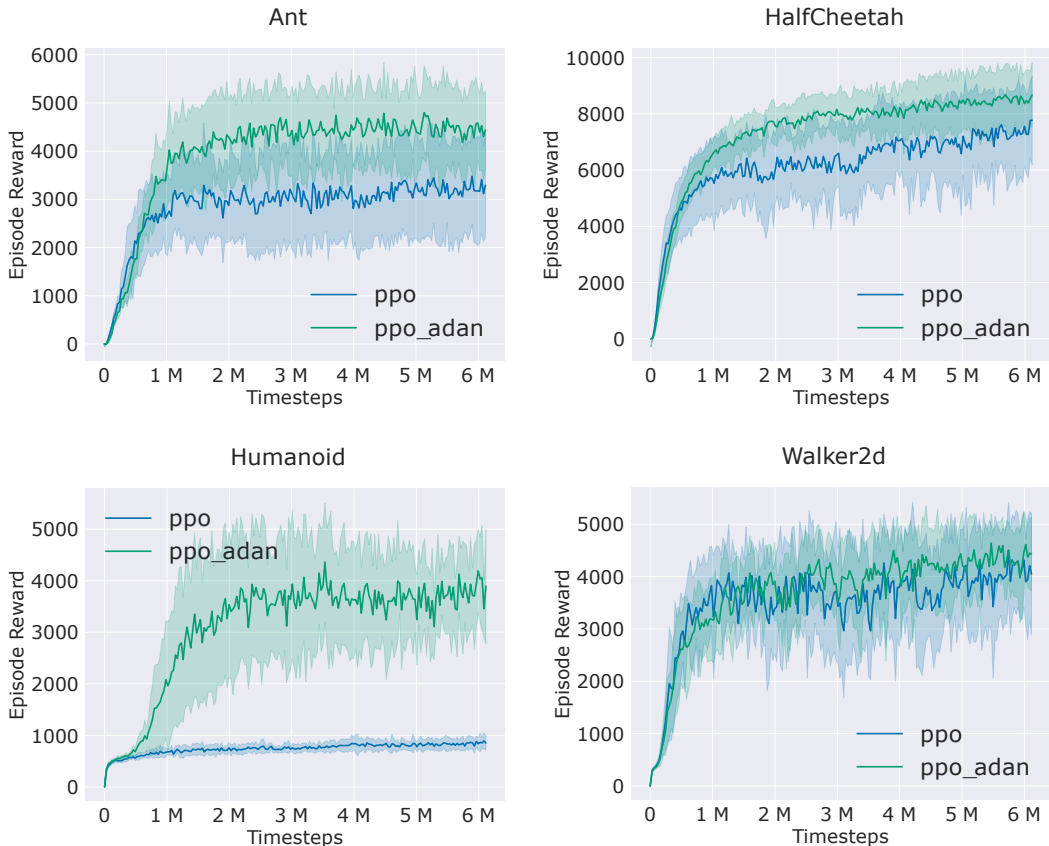 Ant
6000
5000
4000
3000
2000
1000
0
Episode Reward
ppo
ppo_adan
0 1 M 2 M 3 M 4 M 5 M 6 M
Timesteps
HalfCheetah
10000
8000
6000
4000
2000
0
Episode Reward
ppo
ppo_adan
0 1 M 2 M 3 M 4 M 5 M 6 M
Timesteps
Humanoid
5000
4000
3000
2000
1000
0
Episode Reward
ppo
ppo_adan
0 1 M 2 M 3 M 4 M 5 M 6 M
Timesteps
Walker2d
5000
4000
3000
2000
1000
0
Episode Reward
ppo
ppo_adan
0 1 M 2 M 3 M 4 M 5 M 6 M
Timesteps